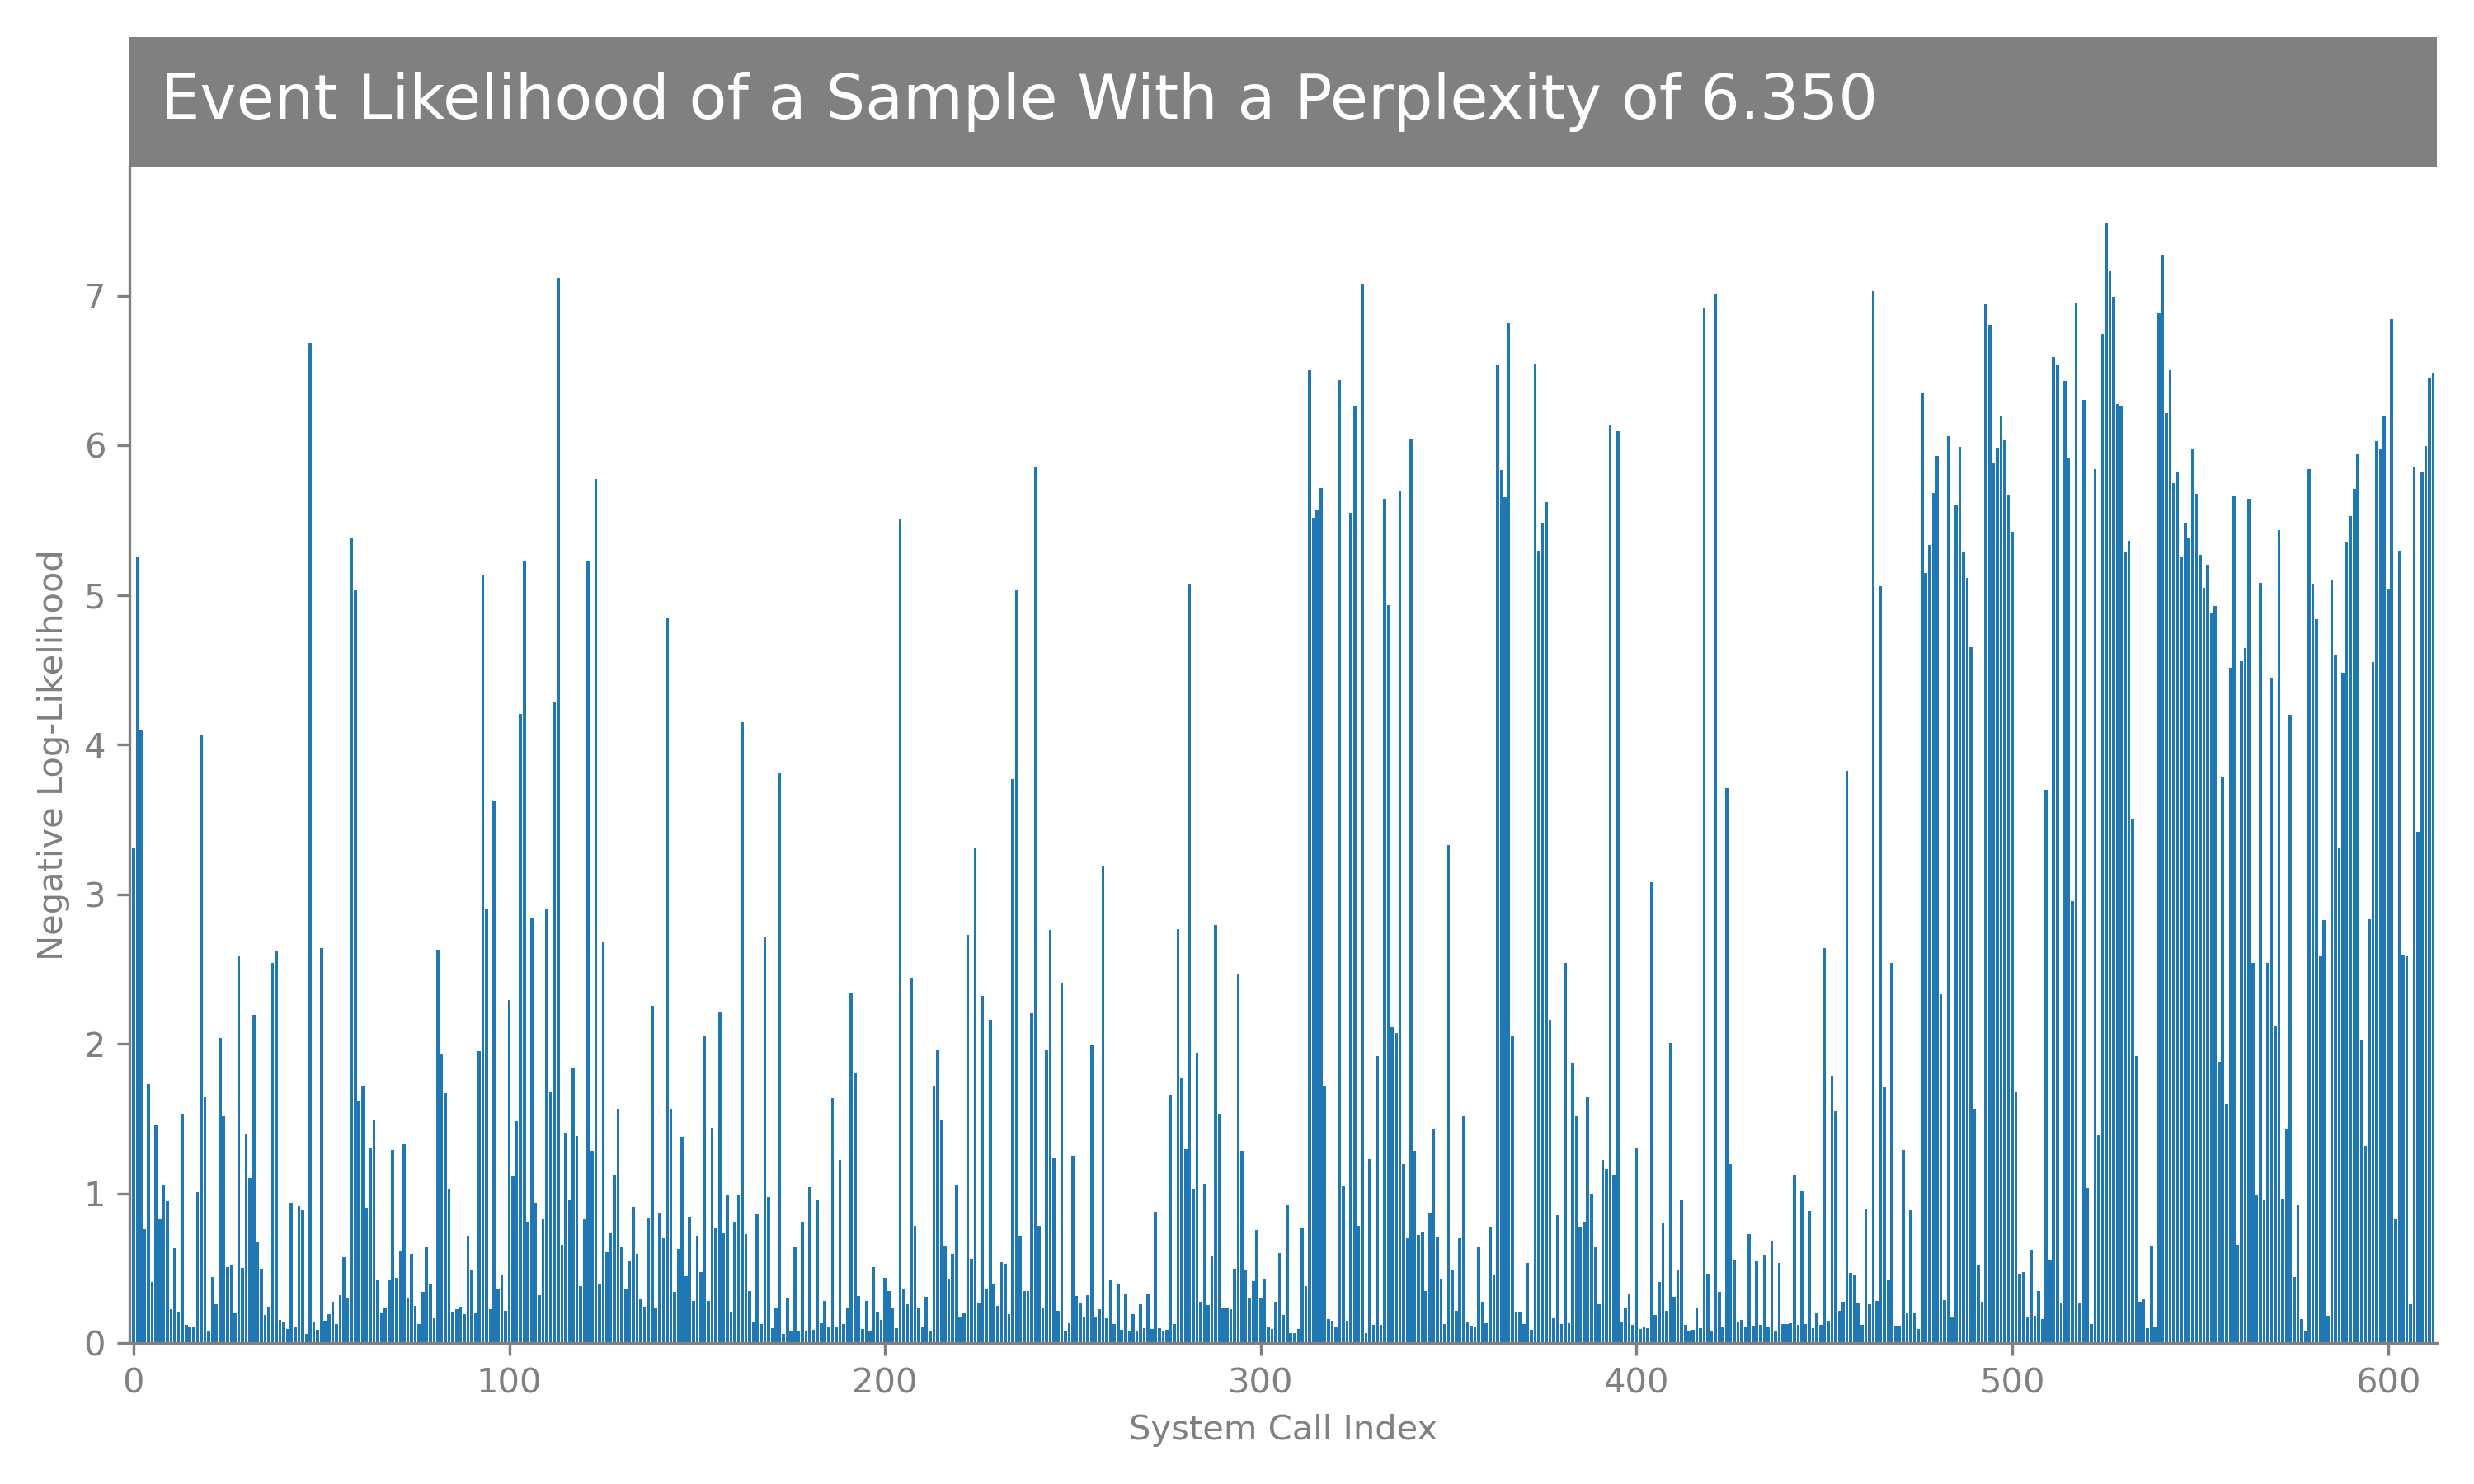 Event Likelihood of a Sample With a Perplexity of 6.350
7
6
5
4
3
2
1
0
Negative Log-Likelihood
0 100 200 300 400 500 600
System Call Index